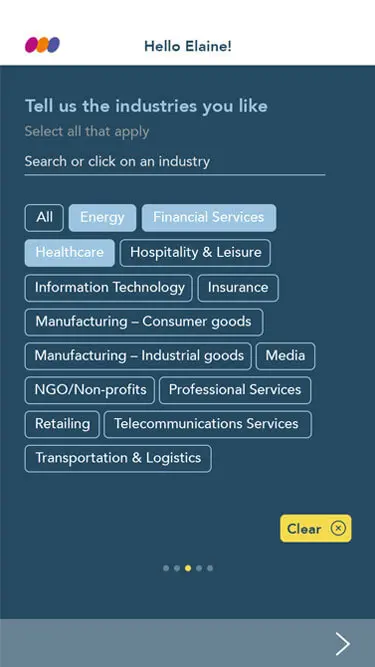 Hello Elaine!
Tell us the industries you like
Select all that apply
Search or click on an industry
All Energy Financial Services
Healthcare Hospitality & Leisure
Information Technology Insurance
Manufacturing – Consumer goods
Manufacturing – Industrial goods Media
NGO/Non-profits Professional Services
Retailing Telecommunications Services
Transportation & Logistics
Clear